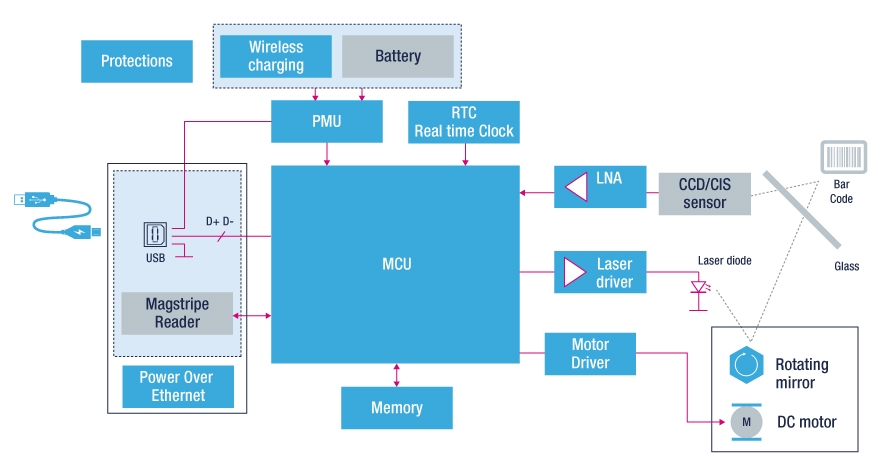 Wireless
charging
Battery
Protections
PMU
RTC
Real time Clock
LNA
CCD/CIS
sensor
Bar
Code
D+ D-
USB
MCU
Laser
driver
Laser diode
Glass
Magstripe
Reader
Motor
Driver
Rotating
mirror
Power Over
Ethernet
Memory
M
DC motor